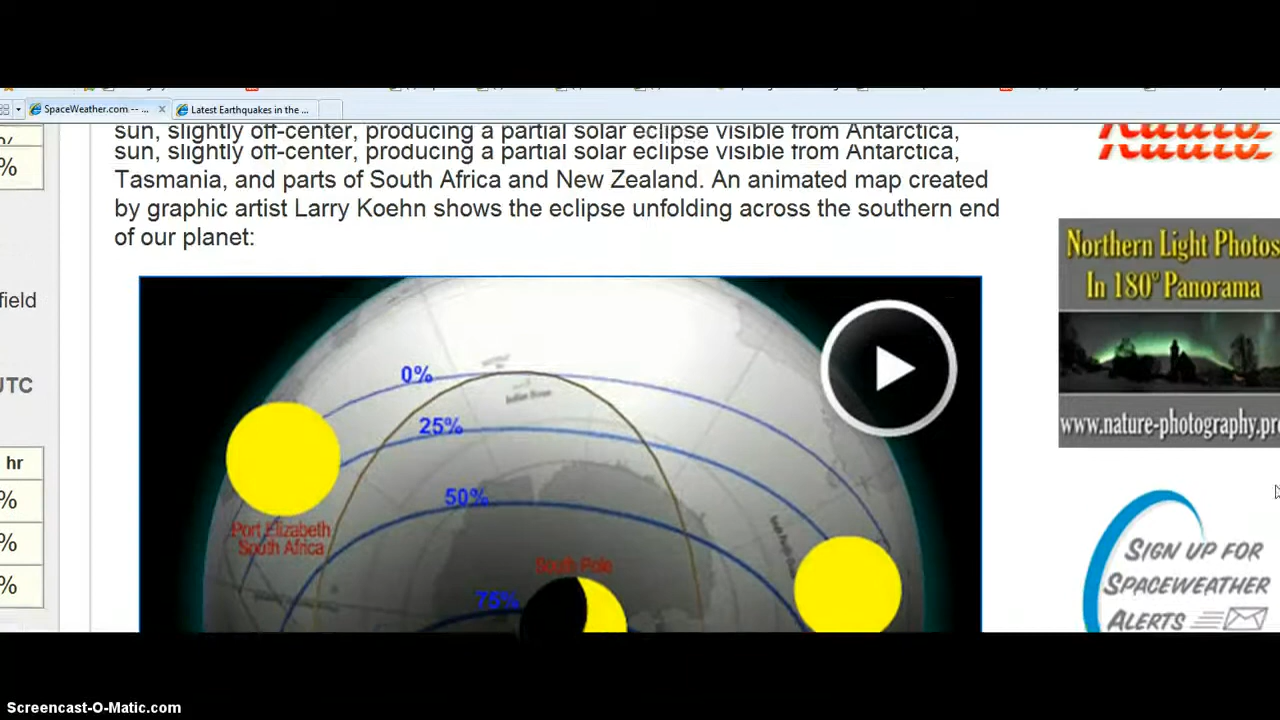 SpaceWeather.com -- ...
Latest Earthquakes in the ...
sun, slightly off-center, producing a partial solar eclipse visible from Antarctica,
sun, slightly off-center, producing a partial solar eclipse visible from Antarctica,
Tasmania, and parts of South Africa and New Zealand. An animated map created
by graphic artist Larry Koehn shows the eclipse unfolding across the southern end
of our planet:
%
%
field
UTC
hr
%
%
%
0%
25%
50%
75%
Indian Ocean
Port Elizabeth
South Africa
South Pole
Northern Light Photos
In 180° Panorama
www.nature-photography.pro
SIGN UP FOR
SPACEWEATHER
ALERTS
Screencast-O-Matic.com